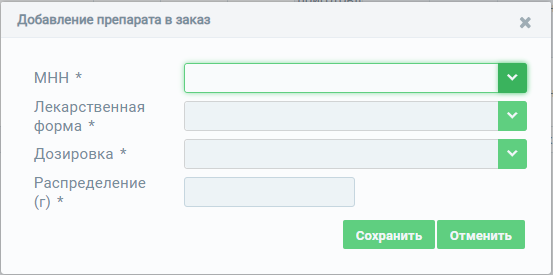 Добавление препарата в заказ
МНН *
Лекарственная
форма *
Дозировка *
Распределение
(г) *
Сохранить Отменить